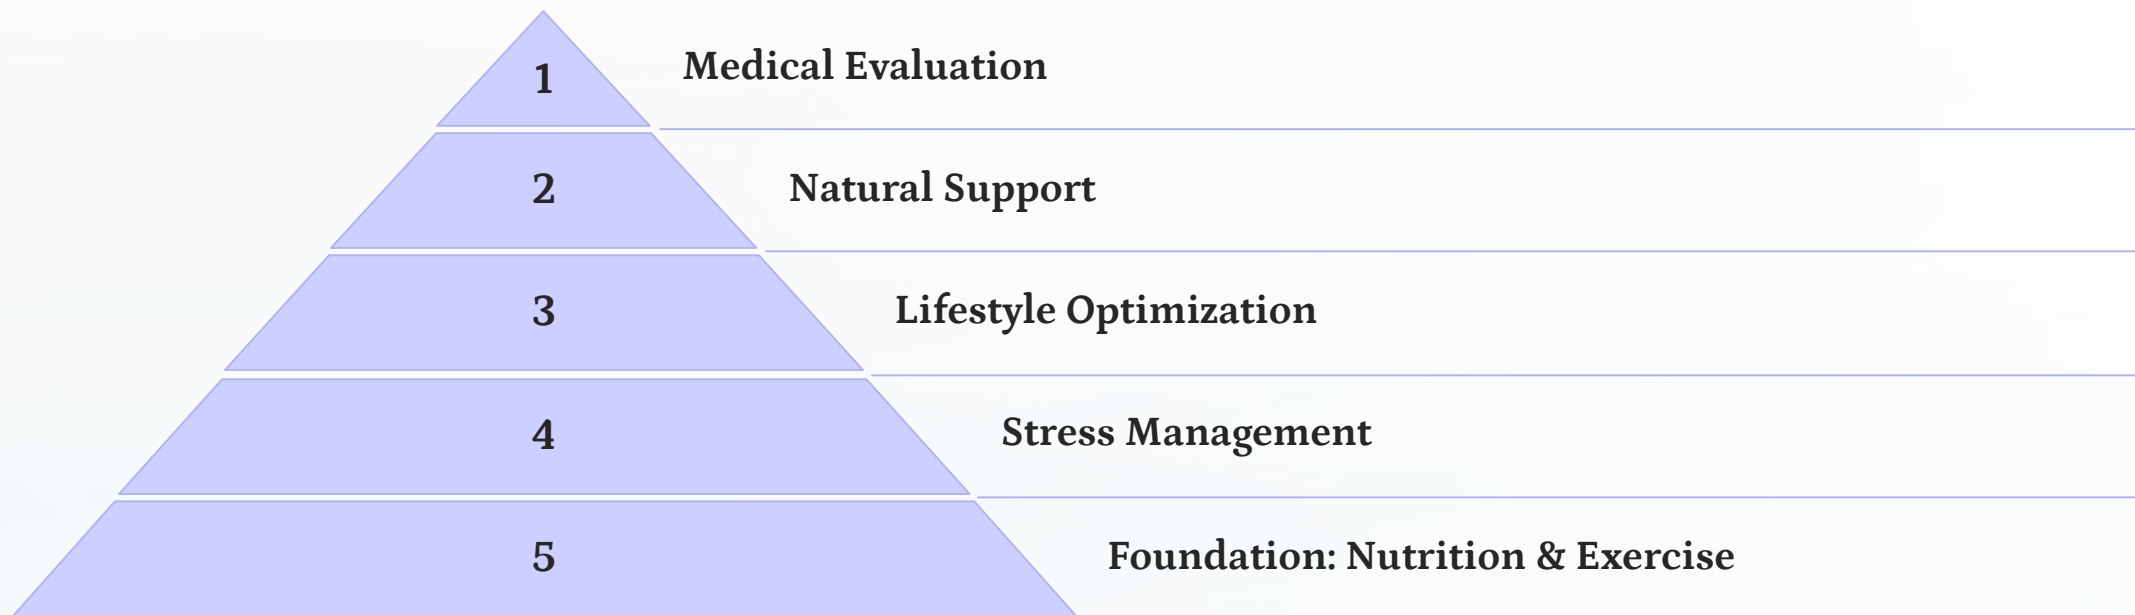 1
Medical Evaluation
2
Natural Support
3
Lifestyle Optimization
4
Stress Management
5
Foundation: Nutrition & Exercise